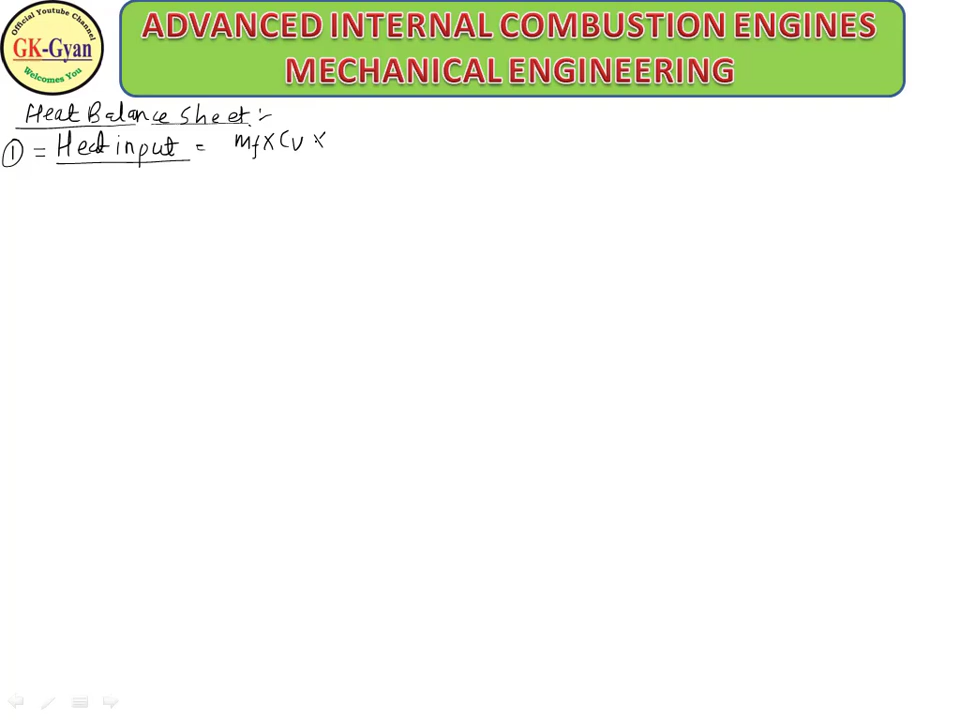 Official Youtube Channel
GK-Gyan
Welcomes You
ADVANCED INTERNAL COMBUSTION ENGINES
MECHANICAL ENGINEERING
Heat Balance Sheet :-
① = Heat input = mf X CV X